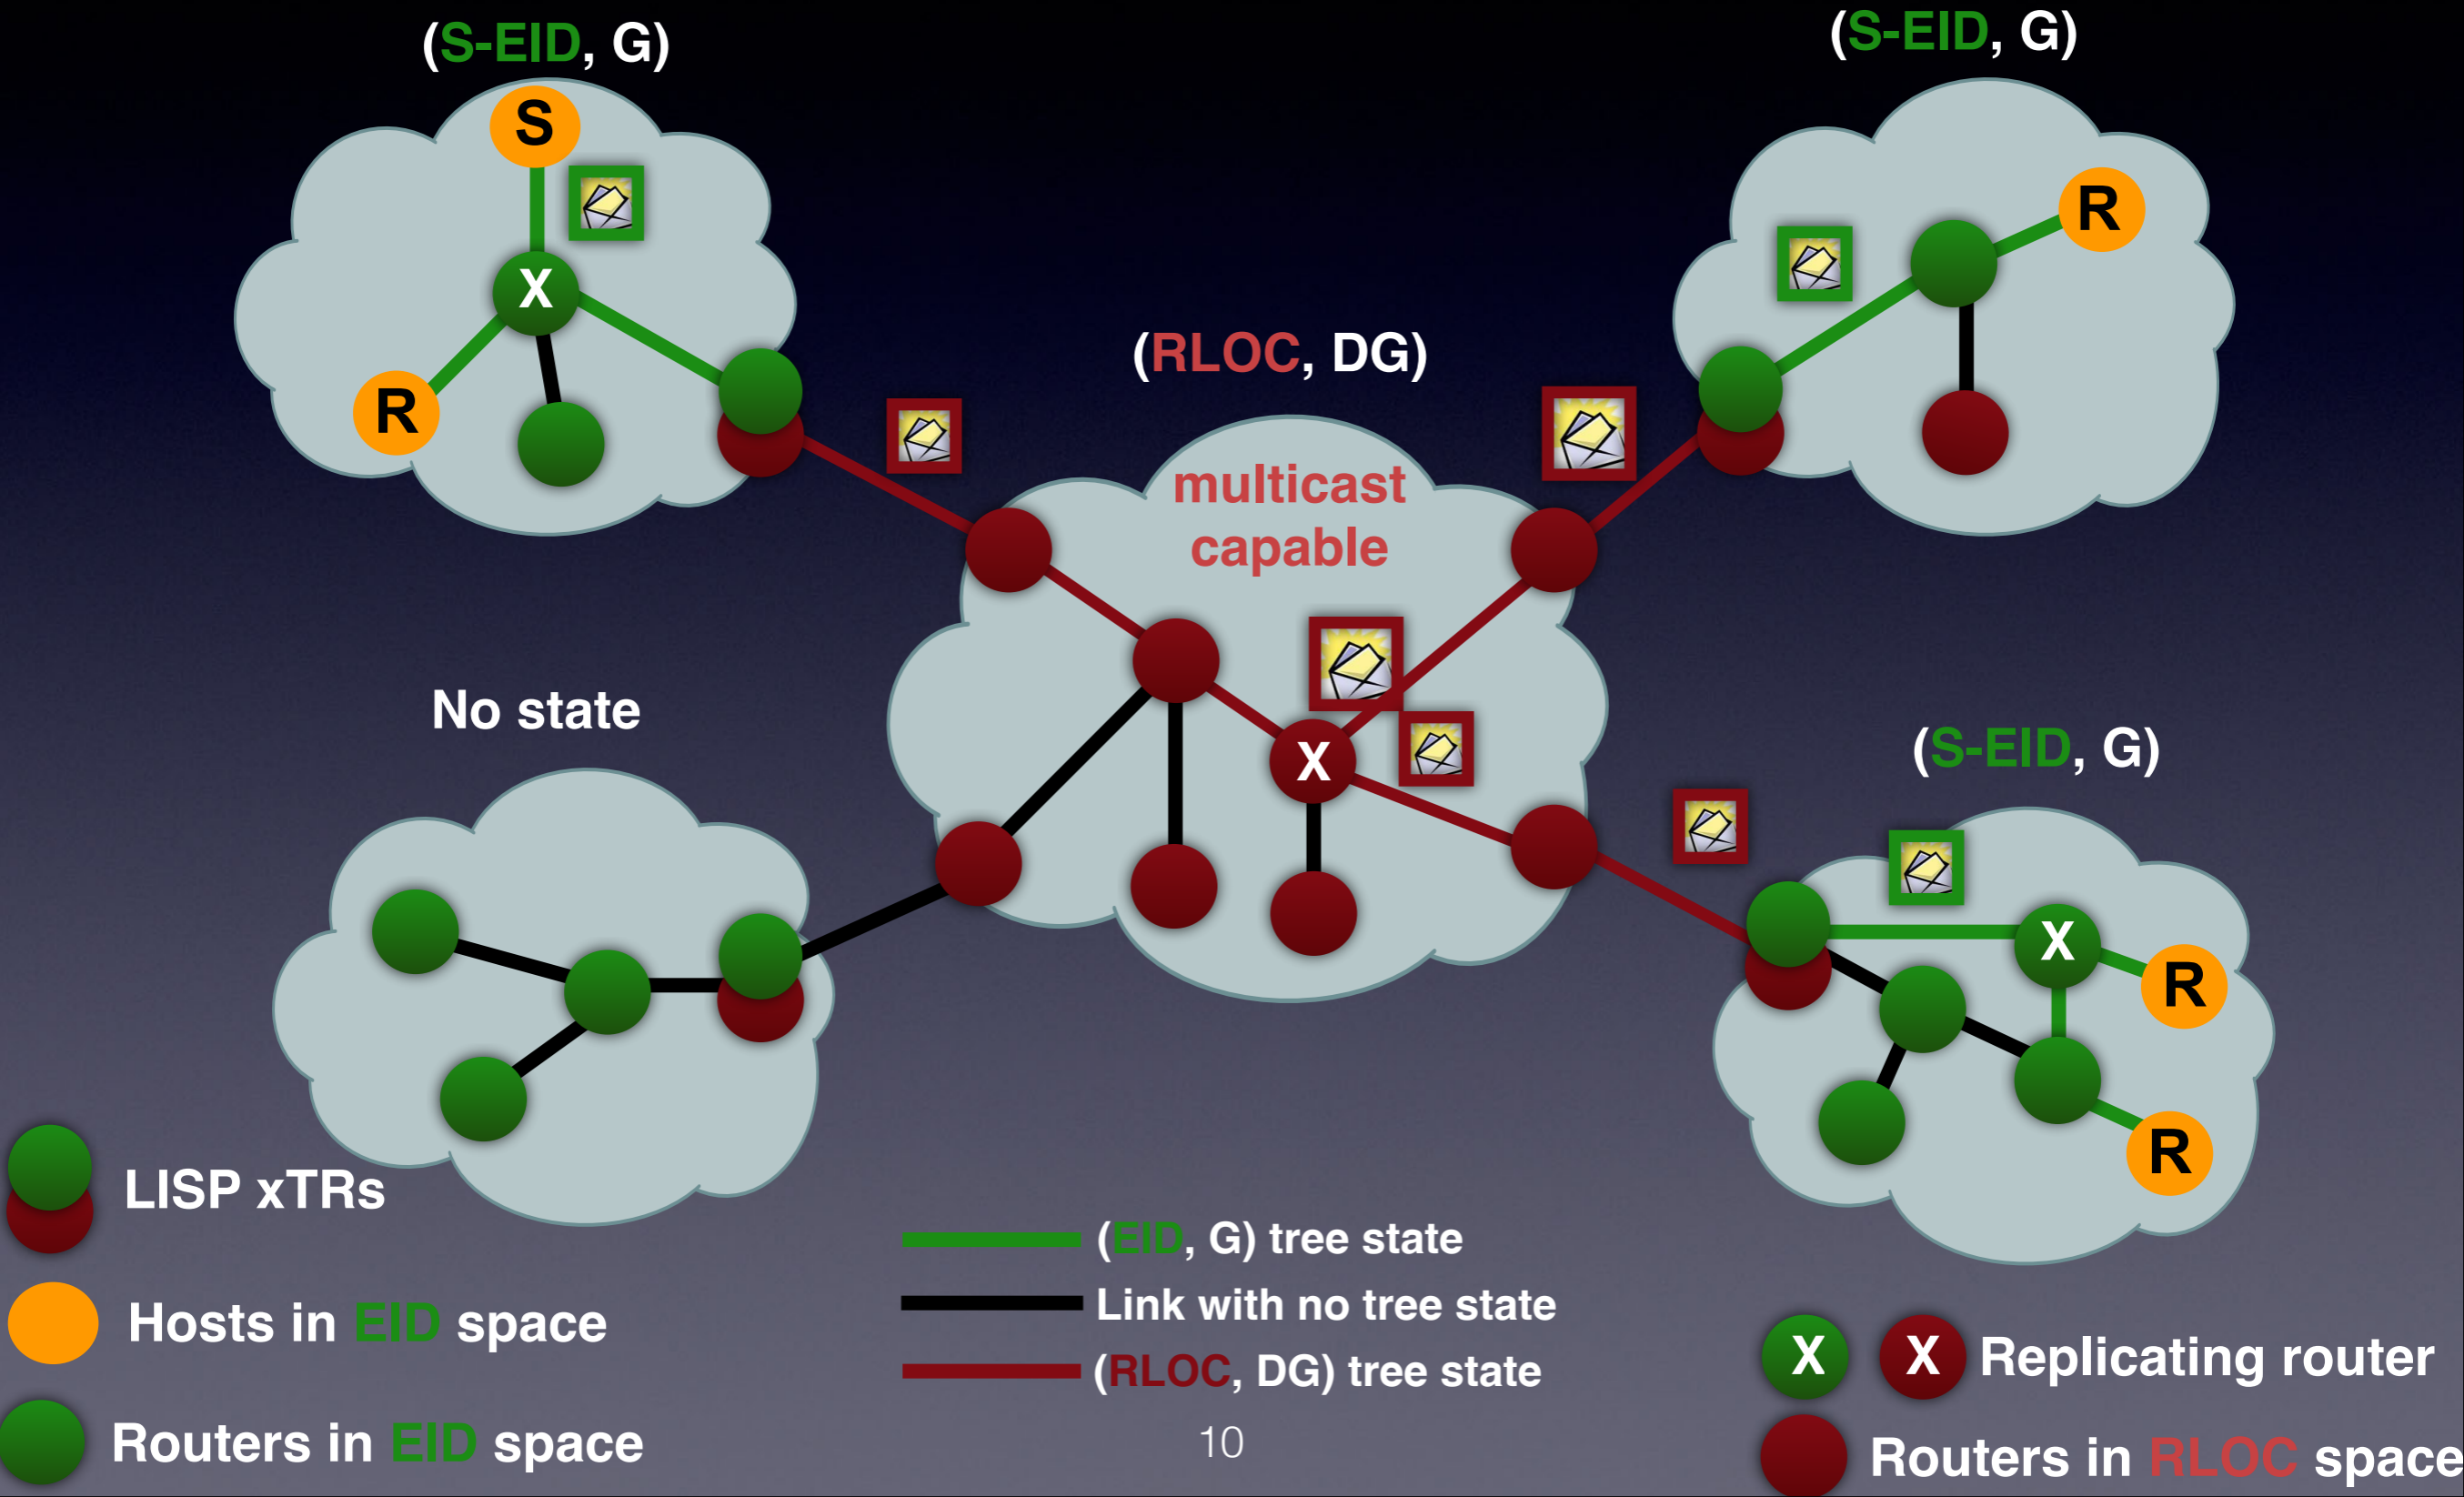 (S-EID, G)
(S-EID, G)
S
R
X
R
(RLOC, DG)
multicast
capable
X
No state
(S-EID, G)
X
R
R
LISP xTRs
Hosts in EID space
Routers in EID space
(EID, G) tree state
Link with no tree state
(RLOC, DG) tree state
10
X X Replicating router
Routers in RLOC space